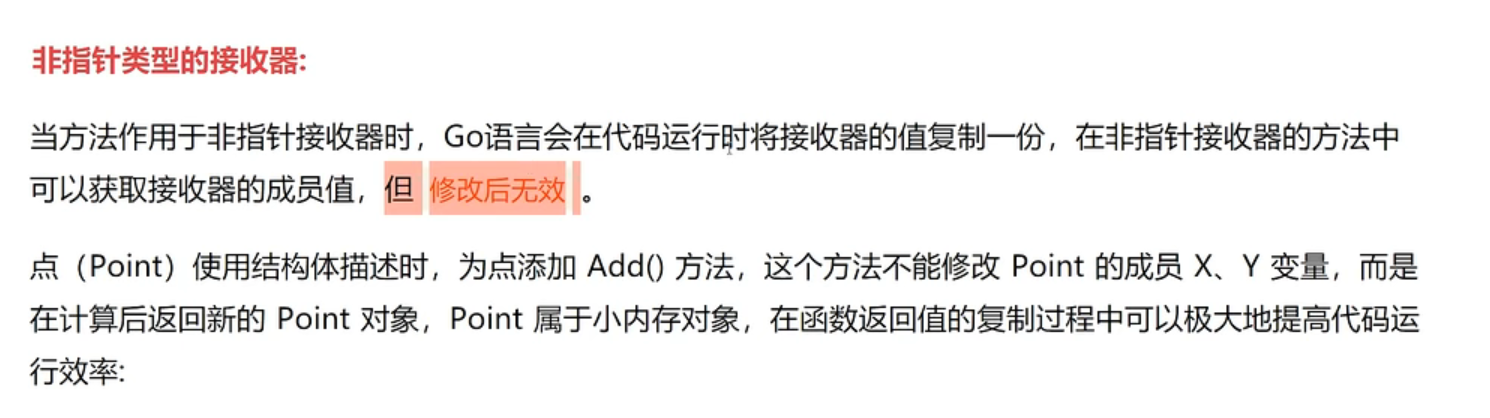 非指针类型的接收器:
当方法作用于非指针接收器时，Go语言会在代码运行时将接收器的值复制一份，在非指针接收器的方法中
可以获取接收器的成员值，但 修改后无效 。
点（Point）使用结构体描述时，为点添加 Add() 方法，这个方法不能修改 Point 的成员 X、Y 变量，而是
在计算后返回新的 Point 对象，Point 属于小内存对象，在函数返回值的复制过程中可以极大地提高代码运
行效率: